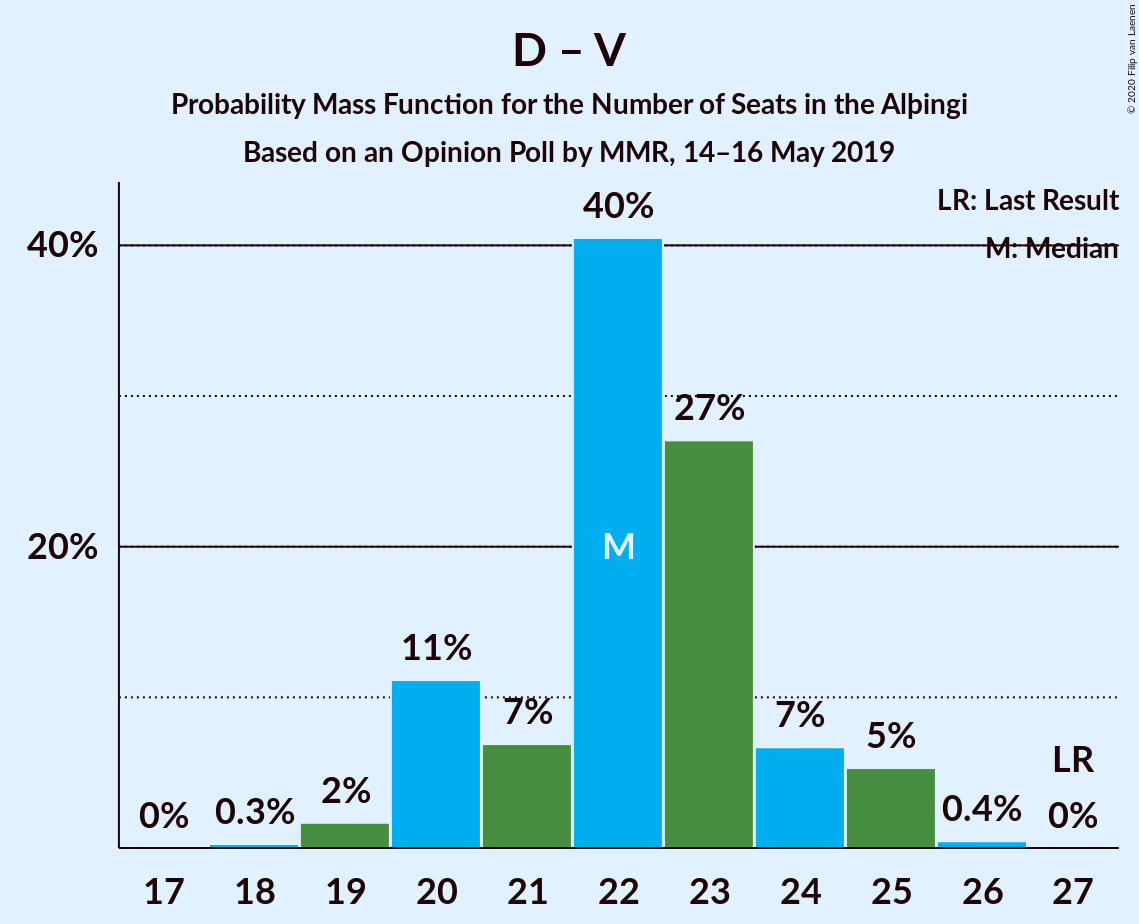 D – V
Probability Mass Function for the Number of Seats in the Alþingi
Based on an Opinion Poll by MMR, 14–16 May 2019
© 2020 Filip van Laenen
LR: Last Result
M: Median
40%
20%
0%
0.3%
2%
11%
7%
40%
M
27%
7%
5%
0.4%
LR
0%
17 18 19 20 21 22 23 24 25 26 27